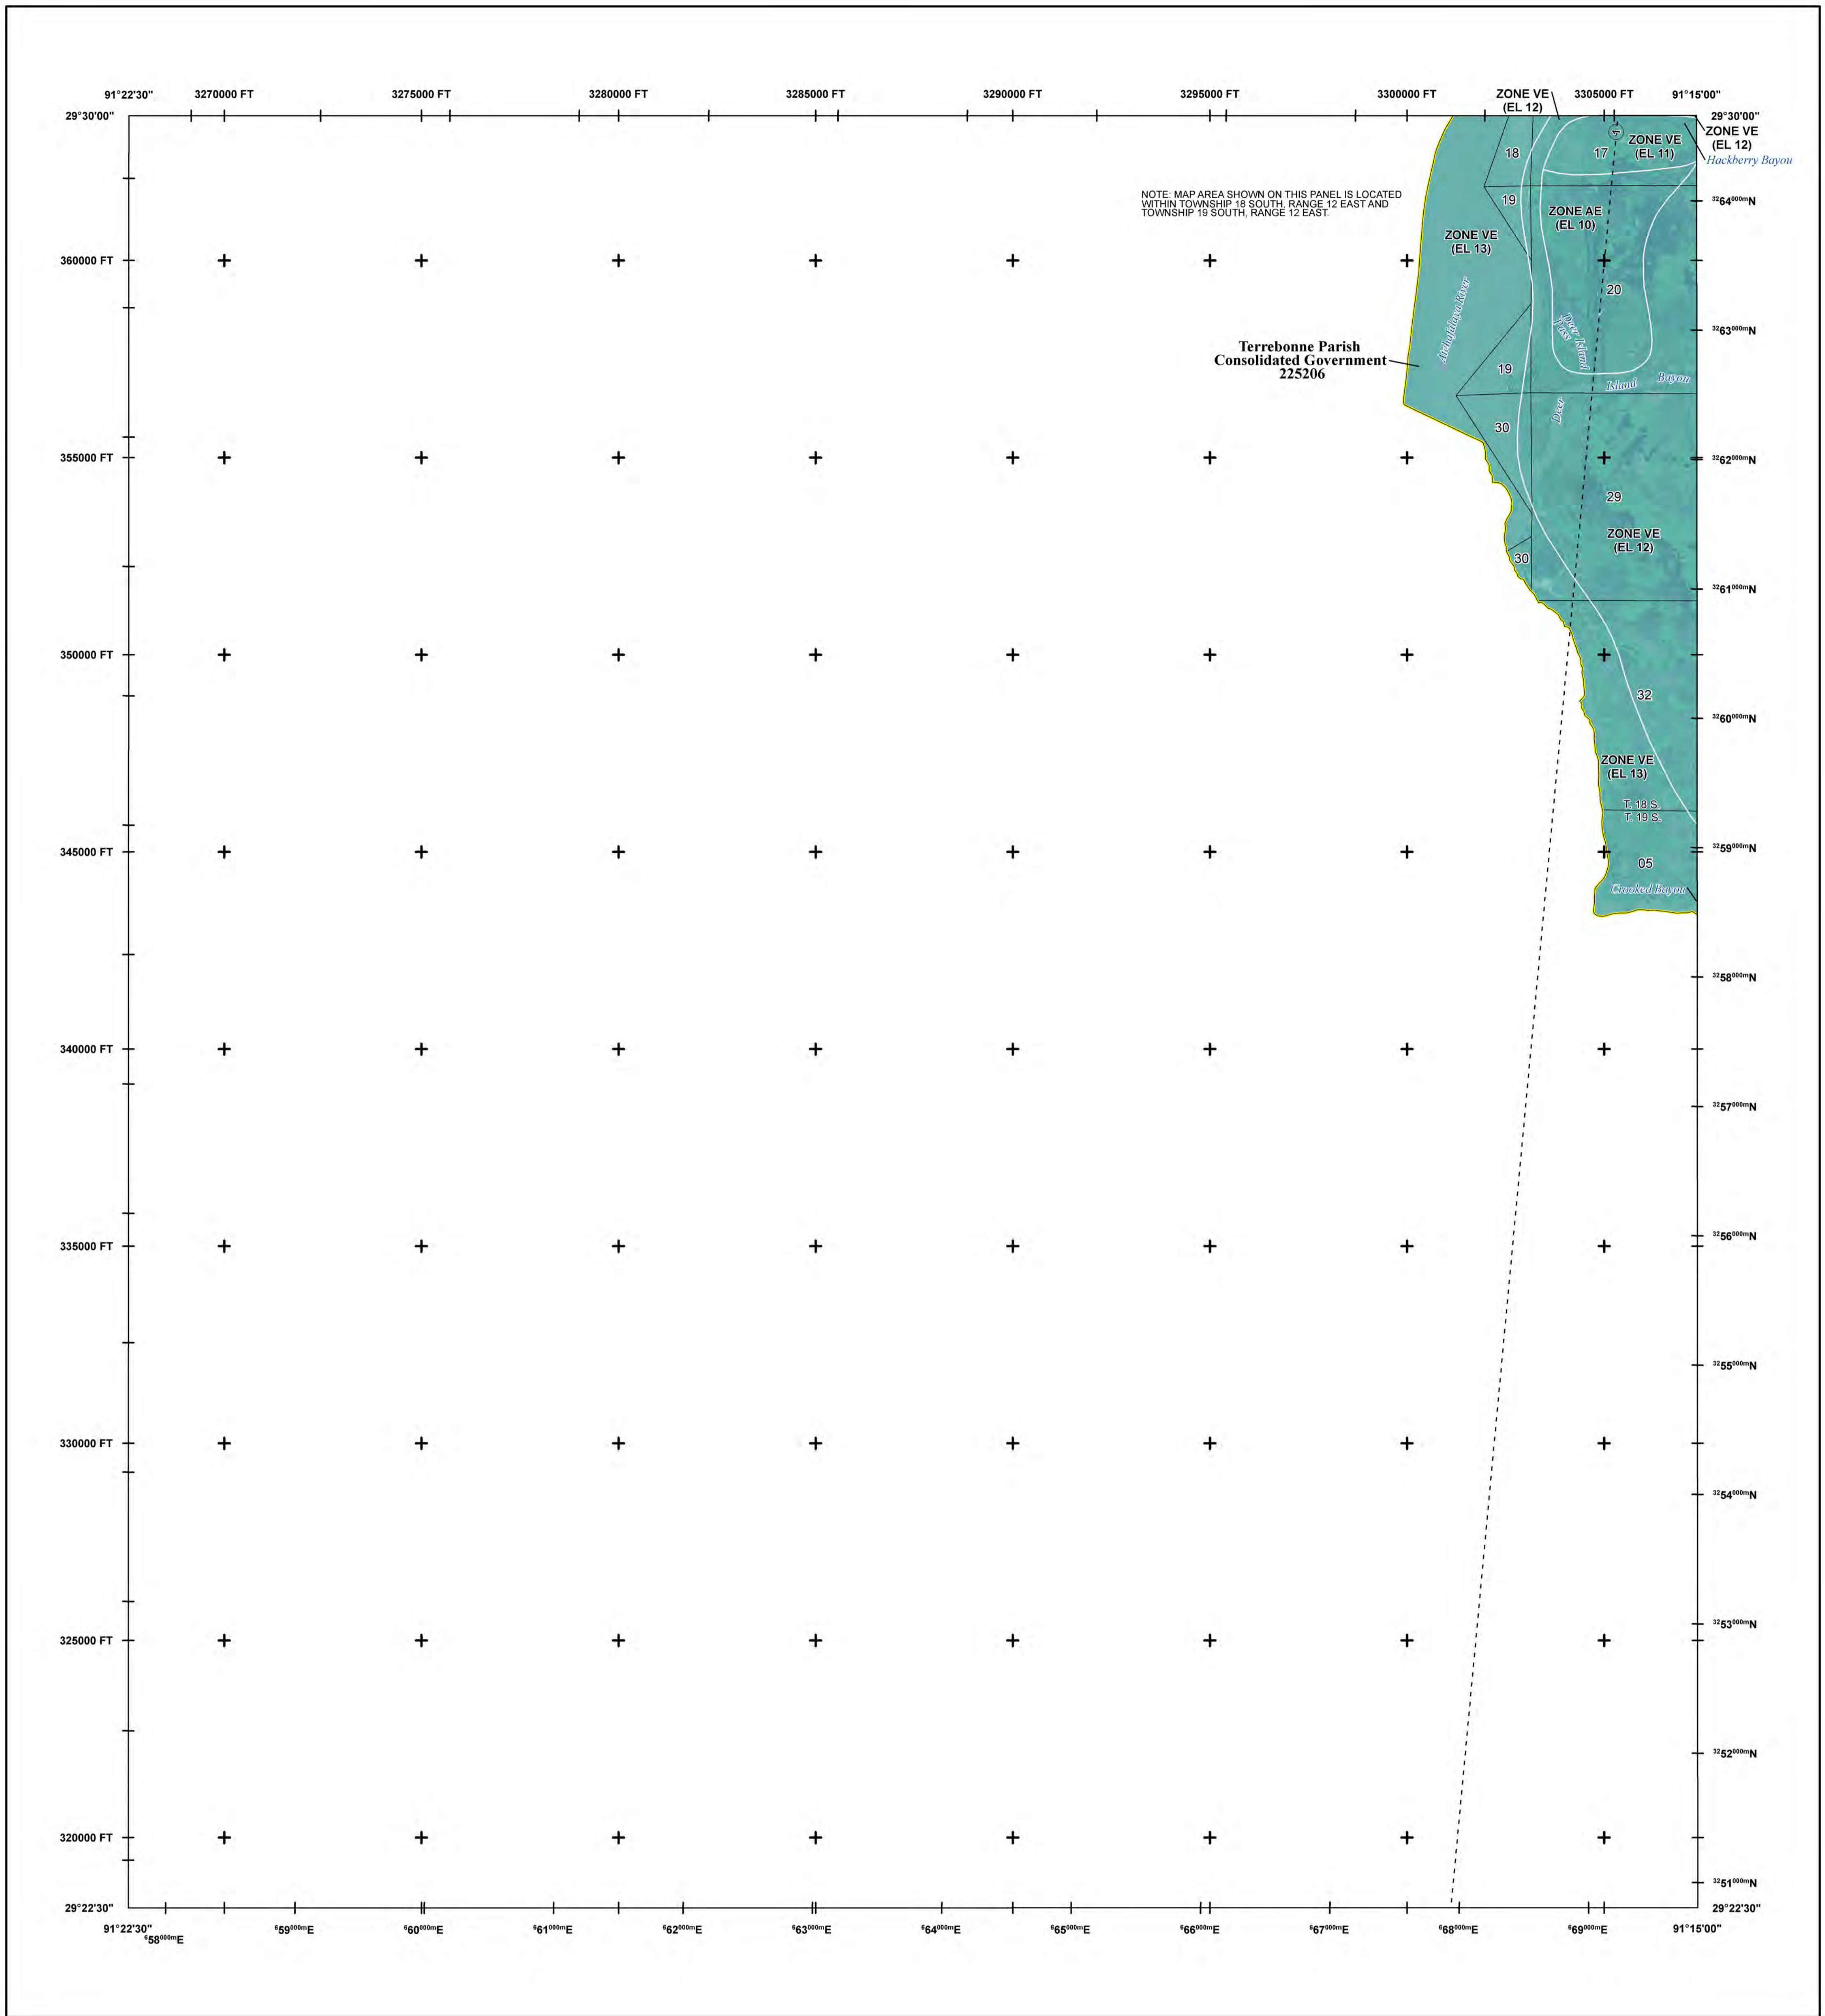 91°22'30"
3270000 FT
3275000 FT
3280000 FT
3285000 FT
3290000 FT
3295000 FT
3300000 FT
ZONE VE
(EL 12)
3305000 FT
91°15'00"
29°30'00"
29°30'00"
ZONE VE
(EL 12)
Hackberry Bayou
1
18
17
ZONE VE
(EL 11)
NOTE: MAP AREA SHOWN ON THIS PANEL IS LOCATED
WITHIN TOWNSHIP 18 SOUTH, RANGE 12 EAST AND
TOWNSHIP 19 SOUTH, RANGE 12 EAST.
19
3264000mN
ZONE AE
(EL 10)
ZONE VE
(EL 13)
360000 FT
20
Atchafalaya River
Deer Island
Pass
3263000mN
Terrebonne Parish
Consolidated Government
225206
19
Deer
Island
Bayou
30
355000 FT
3262000mN
29
ZONE VE
(EL 12)
30
3261000mN
350000 FT
32
3260000mN
ZONE VE
(EL 13)
T. 18 S.
T. 19 S.
345000 FT
3259000mN
05
Crooked Bayou
3258000mN
340000 FT
3257000mN
335000 FT
3256000mN
3255000mN
330000 FT
3254000mN
325000 FT
3253000mN
3252000mN
320000 FT
3251000mN
29°22'30"
29°22'30"
91°22'30"
658000mE
659000mE
660000mE
661000mE
662000mE
663000mE
664000mE
665000mE
666000mE
667000mE
668000mE
669000mE
91°15'00"